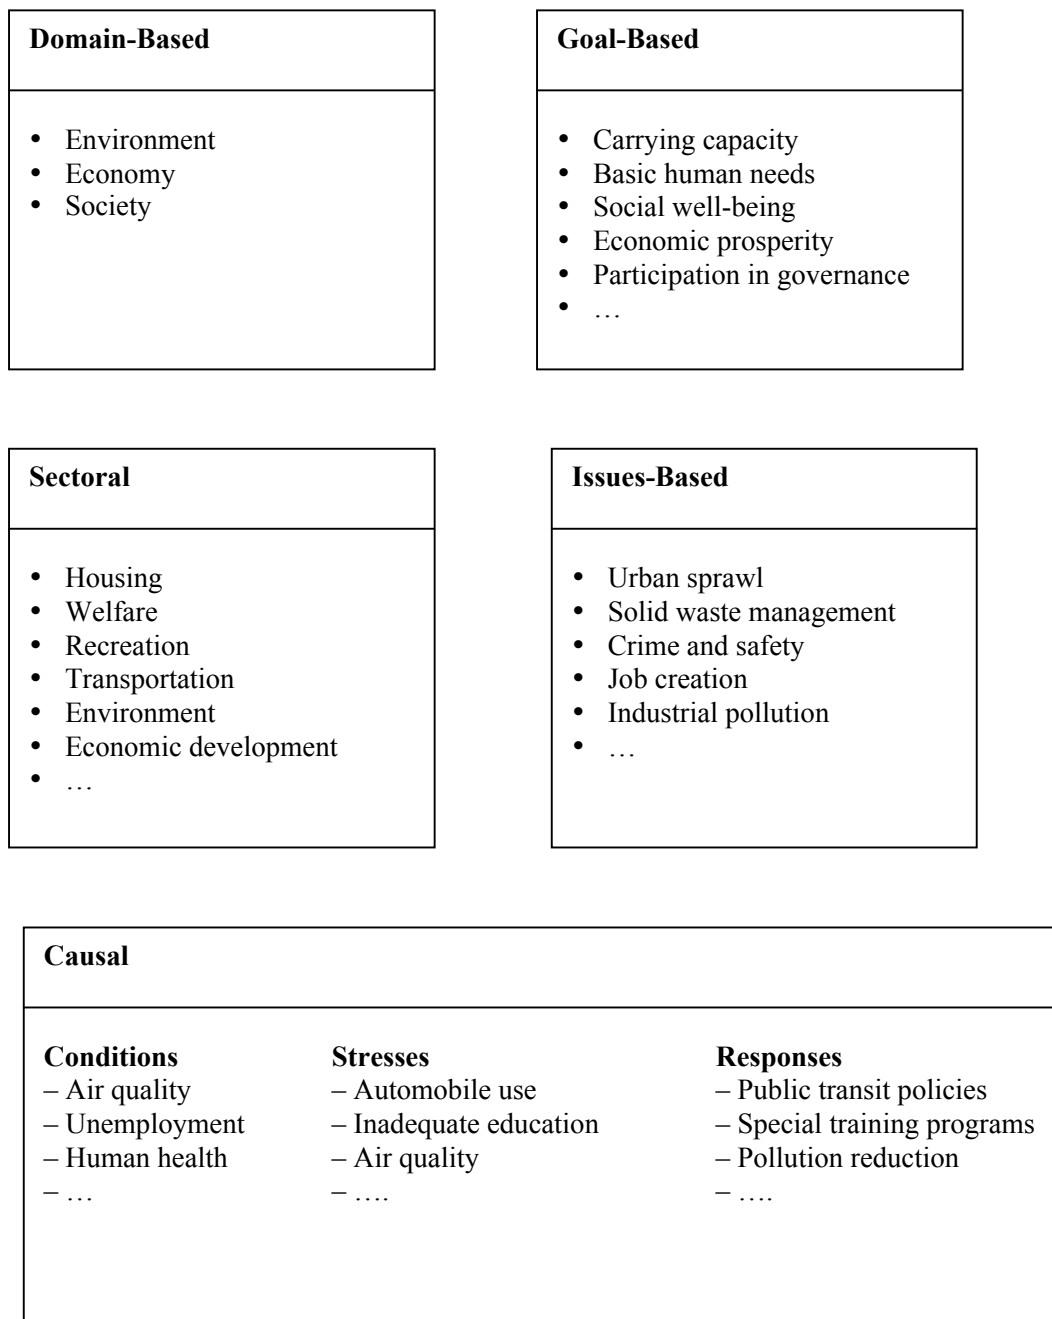 Domain-Based
• Environment
• Economy
• Society
Goal-Based
• Carrying capacity
• Basic human needs
• Social well-being
• Economic prosperity
• Participation in governance
• …
Sectoral
• Housing
• Welfare
• Recreation
• Transportation
• Environment
• Economic development
• …
Issues-Based
• Urban sprawl
• Solid waste management
• Crime and safety
• Job creation
• Industrial pollution
• …
Causal
Conditions
– Air quality
– Unemployment
– Human health
– …
Stresses
– Automobile use
– Inadequate education
– Air quality
– ….
Responses
– Public transit policies
– Special training programs
– Pollution reduction
– ….